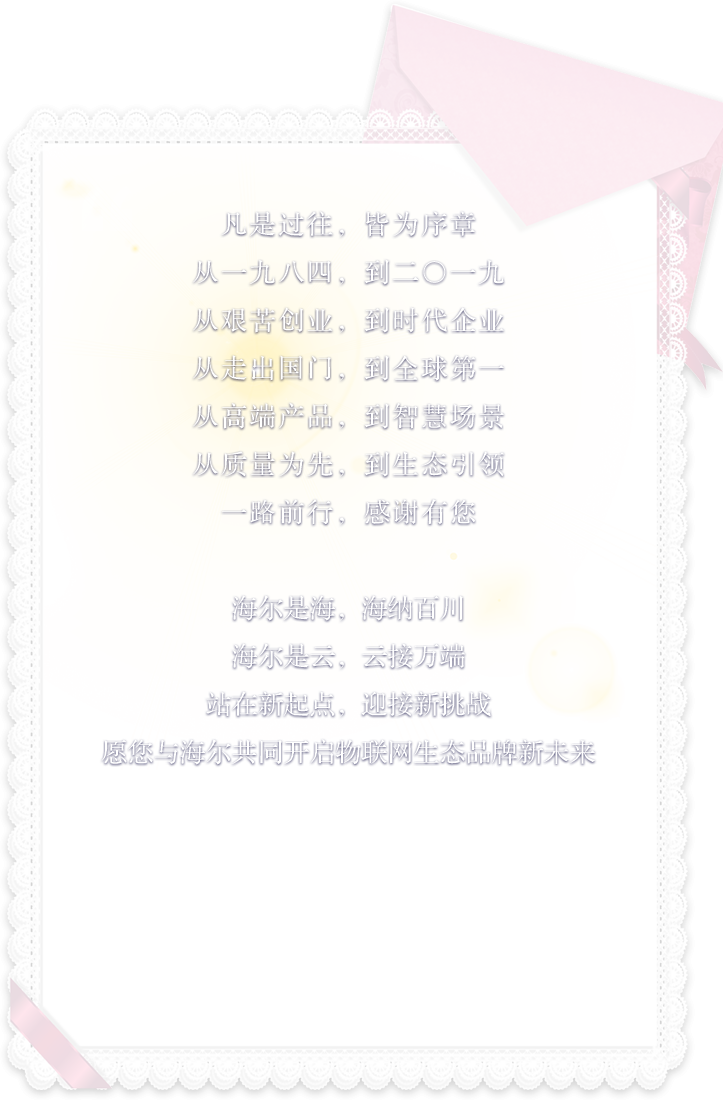 凡是过往，皆为序章
从一九八四，到二〇一九
从艰苦创业，到时代企业
从走出国门，到全球第一
从高端产品，到智慧场景
从质量为先，到生态引领
一路前行，感谢有您
海尔是海，海纳百川
海尔是云，云接万端
站在新起点，迎接新挑战
愿您与海尔共同开启物联网生态品牌新未来